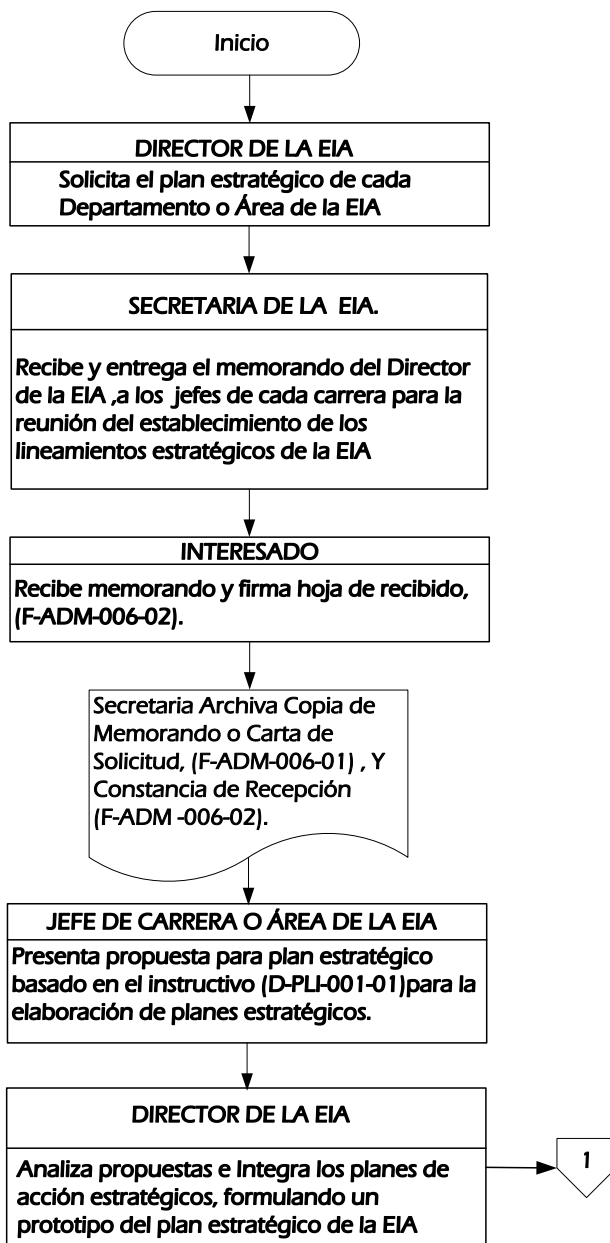 Inicio
DIRECTOR DE LA EIA
Solicita el plan estratégico de cada
Departamento o Área de la EIA
SECRETARIA DE LA EIA.
Recibe y entrega el memorando del Director
de la EIA ,a los jefes de cada carrera para la
reunión del establecimiento de los
lineamientos estratégicos de la EIA
INTERESADO
Recibe memorando y firma hoja de recibido,
(F-ADM-006-02).
Secretaria Archiva Copia de
Memorando o Carta de
Solicitud, (F-ADM-006-01) , Y
Constancia de Recepción
(F-ADM -006-02).
JEFE DE CARRERA O ÁREA DE LA EIA
Presenta propuesta para plan estratégico
basado en el instructivo (D-PLI-001-01)para la
elaboración de planes estratégicos.
DIRECTOR DE LA EIA
Analiza propuestas e Integra los planes de
acción estratégicos, formulando un
prototipo del plan estratégico de la EIA
1